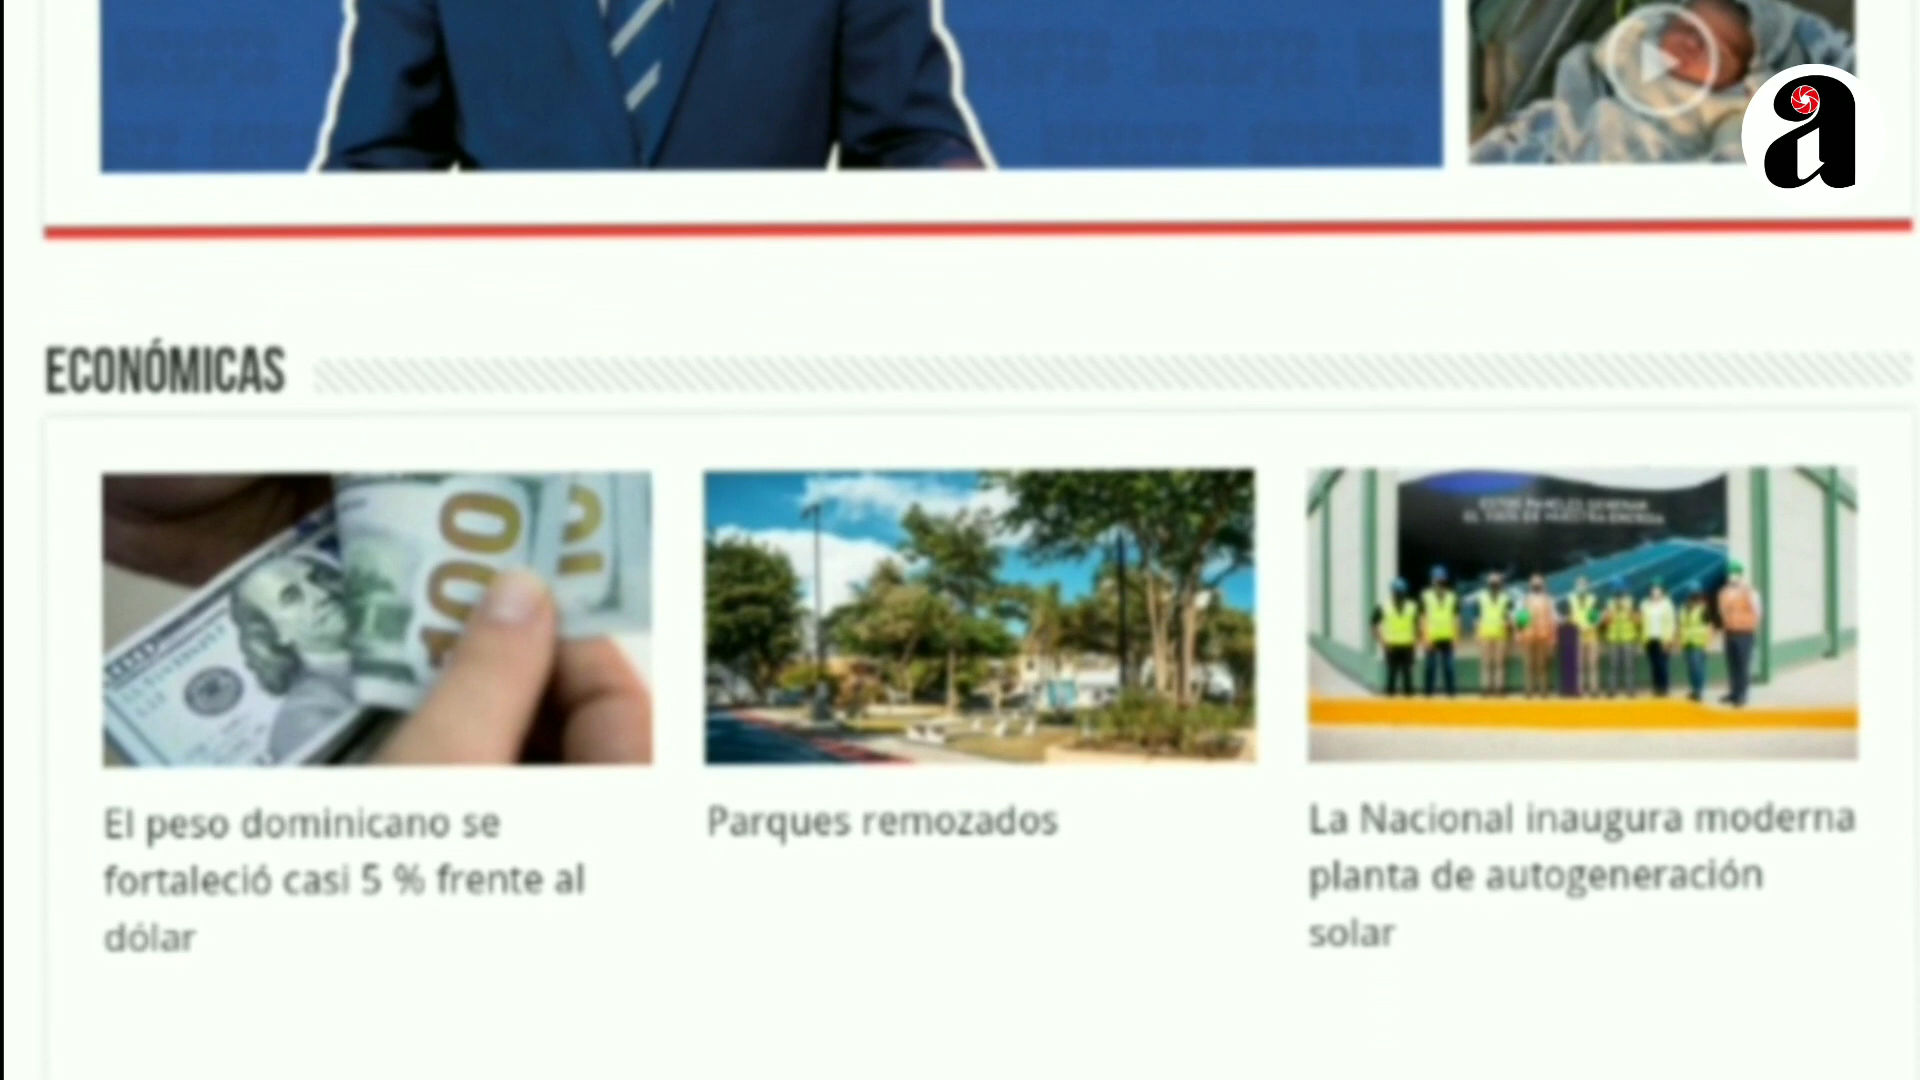 a
ECONÓMICAS
100
El peso dominicano se
fortaleció casi 5 % frente al
dólar
Parques remozados
La Nacional inaugura moderna
planta de autogeneración
solar